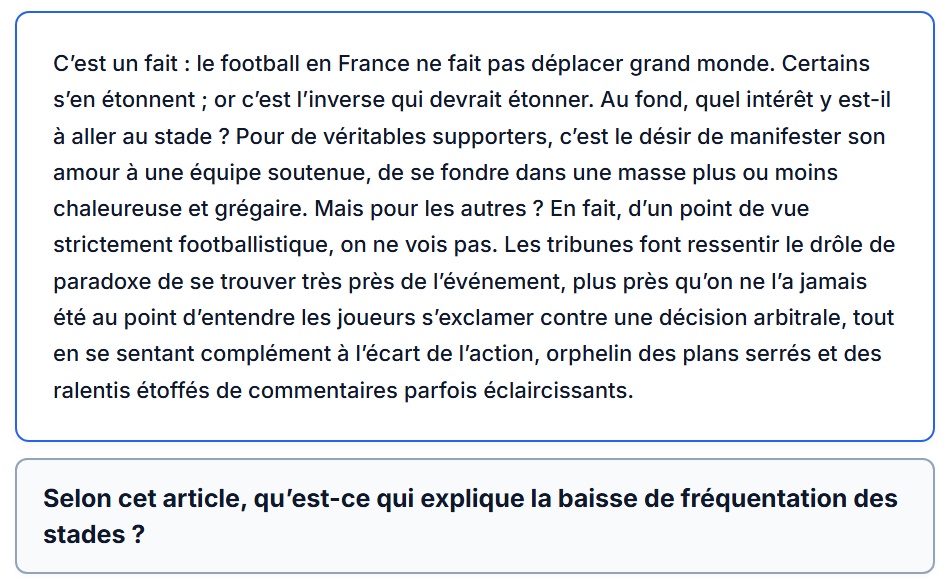 C’est un fait : le football en France ne fait pas déplacer grand monde. Certains
s’en étonnent ; or c’est l’inverse qui devrait étonner. Au fond, quel intérêt y est-il
à aller au stade ? Pour de véritables supporters, c’est le désir de manifester son
amour à une équipe soutenue, de se fondre dans une masse plus ou moins
chaleureuse et grégaire. Mais pour les autres ? En fait, d’un point de vue
strictement footballistique, on ne vois pas. Les tribunes font ressentir le drôle de
paradoxe de se trouver très près de l’événement, plus près qu’on ne l’a jamais
été au point d’entendre les joueurs s’exclamer contre une décision arbitrale, tout
en se sentant complément à l’écart de l’action, orphelin des plans serrés et des
ralentis étoffés de commentaires parfois éclaircissants.
Selon cet article, qu’est-ce qui explique la baisse de fréquentation des
stades ?